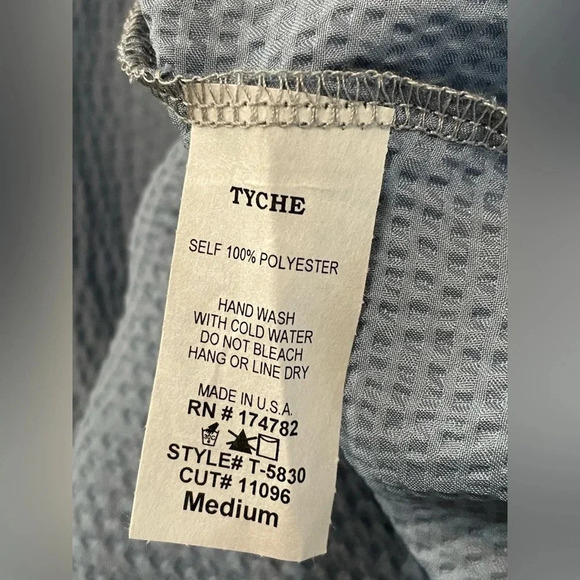 TYCHE
SELF 100% POLYESTER
HAND WASH
WITH COLD WATER
DO NOT BLEACH
HANG OR LINE DRY
MADE IN U.S.A.
RN # 174782
STYLE# T-5830
CUT# 11096
Medium